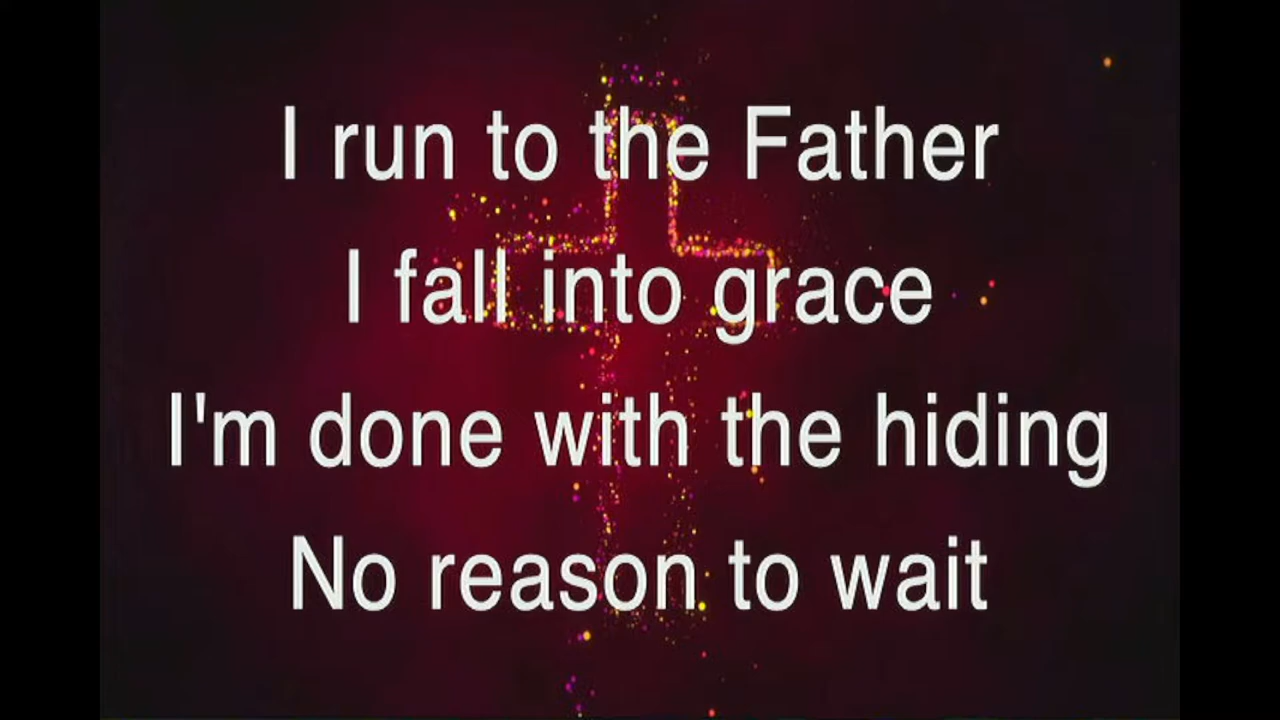 I run to the Father
I fall into grace
I'm done with the hiding
No reason to wait